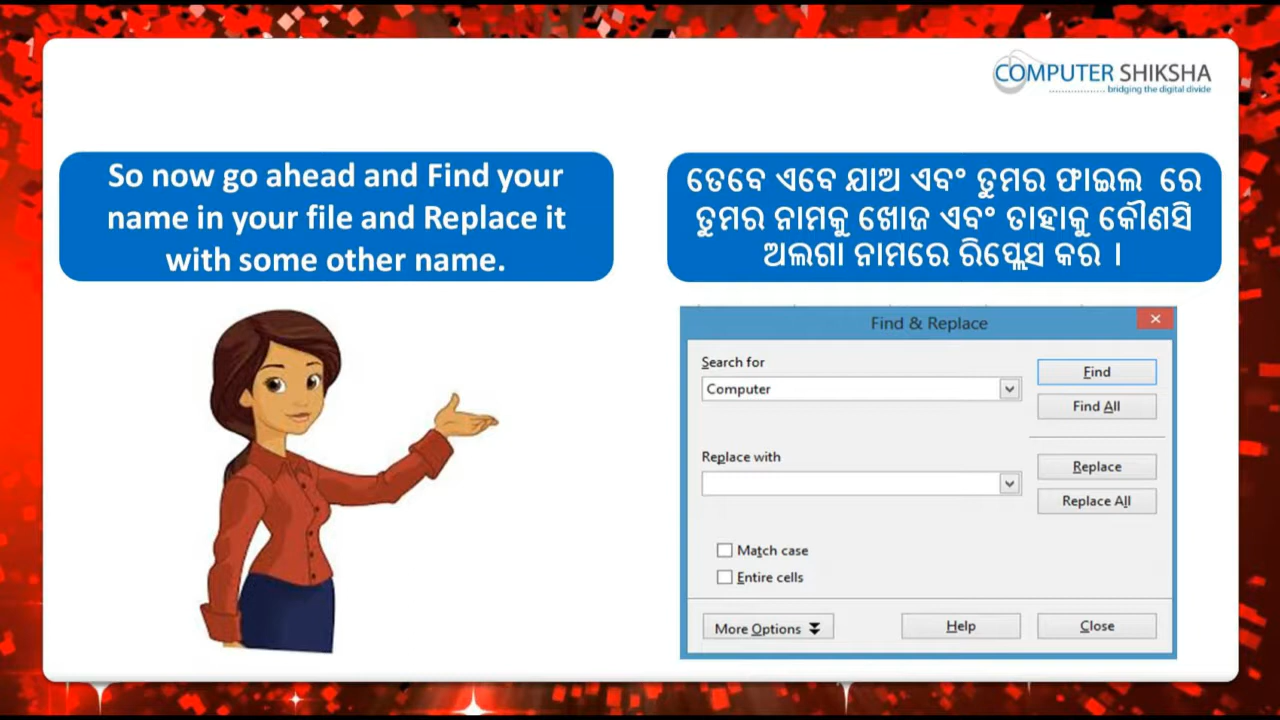 COMPUTER SHIKSHA
bridging the digital divide
So now go ahead and Find your
name in your file and Replace it
with some other name.
ତେବେ ଏବେ ଯାଅ ଏବଂ ତୁମର ଫାଇଲ ରେ
ତୁମର ନାମକୁ ଖୋଜ ଏବଂ ତାହାକୁ କୌଣସି
ଅଲଗା ନାମରେ ରିପ୍ଲେସ କର ।
Find & Replace
Search for
Computer
Find
Find All
Replace with
Replace
Replace All
Match case
Entire cells
More Options
Help
Close